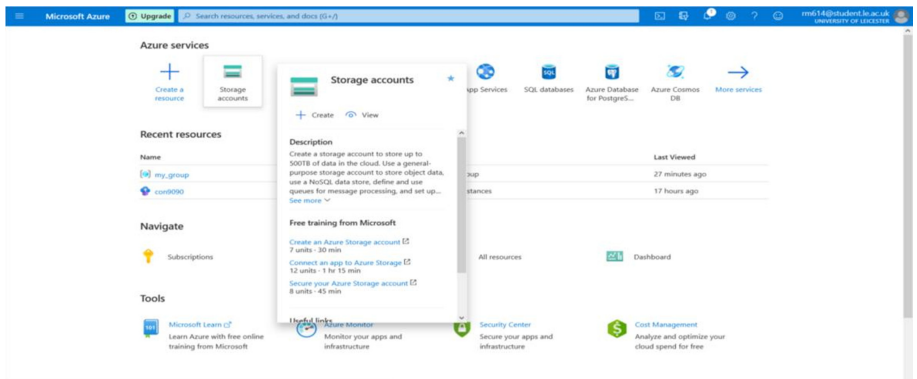 Microsoft Azure
Upgrade
Search resources, services, and docs (G+/)
1
rm614@student.le.ac.uk
UNIVERSITY OF LEICESTER
Azure services
Create a
resource
Storage
accounts
App Services
SQL
SQL databases
Azure Database
for PostgreS...
Azure Cosmos
DB
More services
Storage accounts
Create
View
Description
Create a storage account to store up to
500TB of data in the cloud. Use a general-
purpose storage account to store object data,
use a NoSQL data store, define and use
queues for message processing, and set up...
See more
Free training from Microsoft
Create an Azure Storage account
7 units · 30 min
Connect an app to Azure Storage
12 units · 1 hr 15 min
Secure your Azure Storage account
8 units · 45 min
Useful links
Recent resources
Name
Last Viewed
my_group
oup
27 minutes ago
con9090
stances
17 hours ago
Navigate
Subscriptions
All resources
Dashboard
Tools
Microsoft Learn
Learn Azure with free online
training from Microsoft
Azure Monitor
Monitor your apps and
infrastructure
Security Center
Secure your apps and
infrastructure
Cost Management
Analyze and optimize your
cloud spend for free